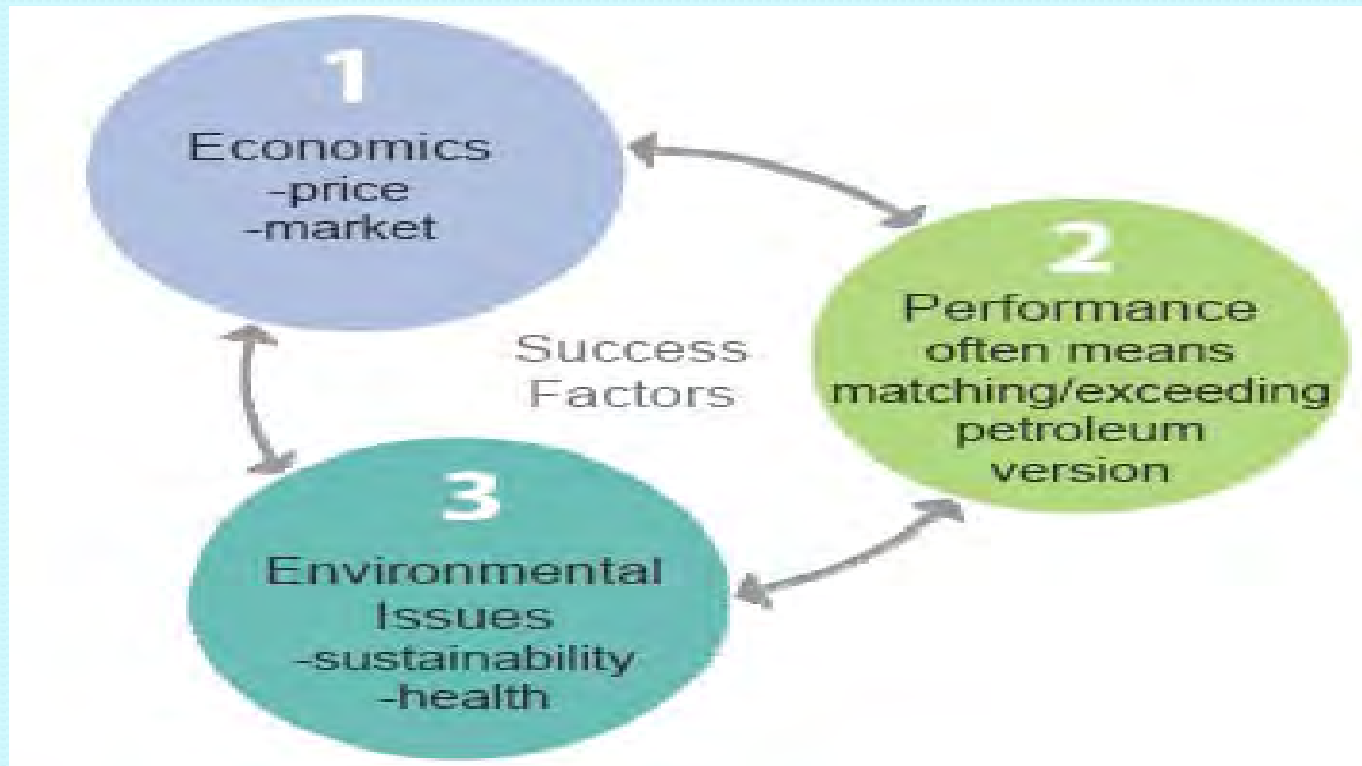 1
Economics
-price
-market
Success
Factors
2
Performance
often means
matching/exceeding
petroleum
version
3
Environmental
Issues
-sustainability
-health